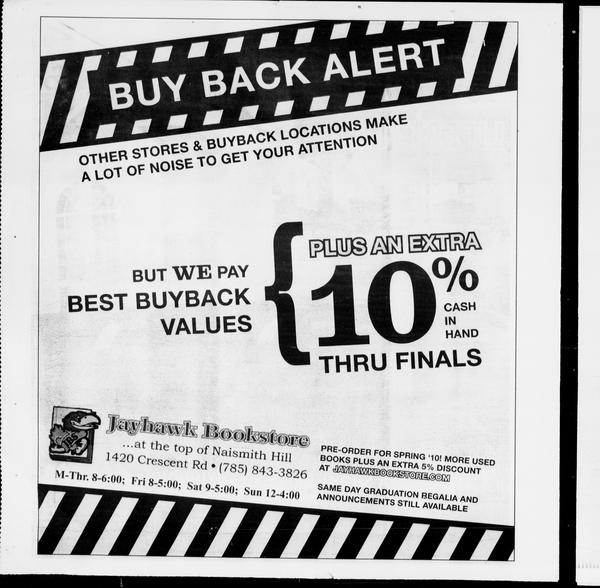 BUY BACK ALERT
OTHER STORES & BUYBACK LOCATIONS MAKE
A LOT OF NOISE TO GET YOUR ATTENTION
BUT WE PAY
BEST BUYBACK
VALUES
{
PLUS AN EXTRA
10%
CASH
IN
HAND
THRU FINALS
Jayhawk Bookstore
...at the top of Naismith Hill
1420 Crescent Rd • (785) 843-3826
M-Thr. 8-6:00; Fri 8-5:00; Sat 9-5:00; Sun 12-4:00
PRE-ORDER FOR SPRING '10! MORE USED
BOOKS PLUS AN EXTRA 5% DISCOUNT
AT JAYHAWKBOOKSTORE.COM
SAME DAY GRADUATION REGALIA AND
ANNOUNCEMENTS STILL AVAILABLE